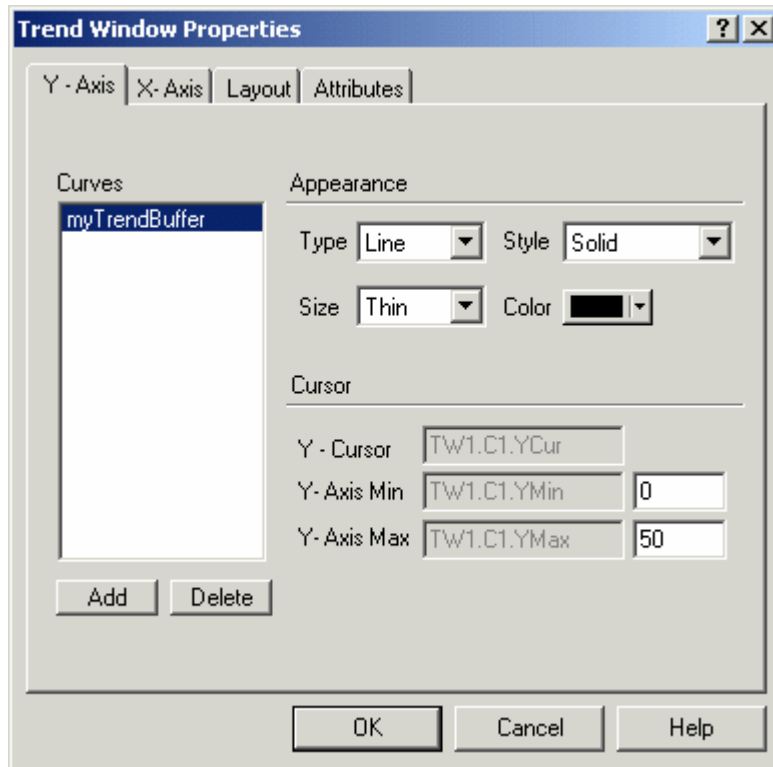 Trend Window Properties
Y - Axis X- Axis Layout Attributes
Curves
myTrendBuffer
Add Delete
Appearance
Type Line Style Solid
Size Thin Color
Cursor
Y - Cursor TW1.C1.YCur
Y- Axis Min TW1.C1.YMin 0
Y- Axis Max TW1.C1.YMax 50
OK Cancel Help